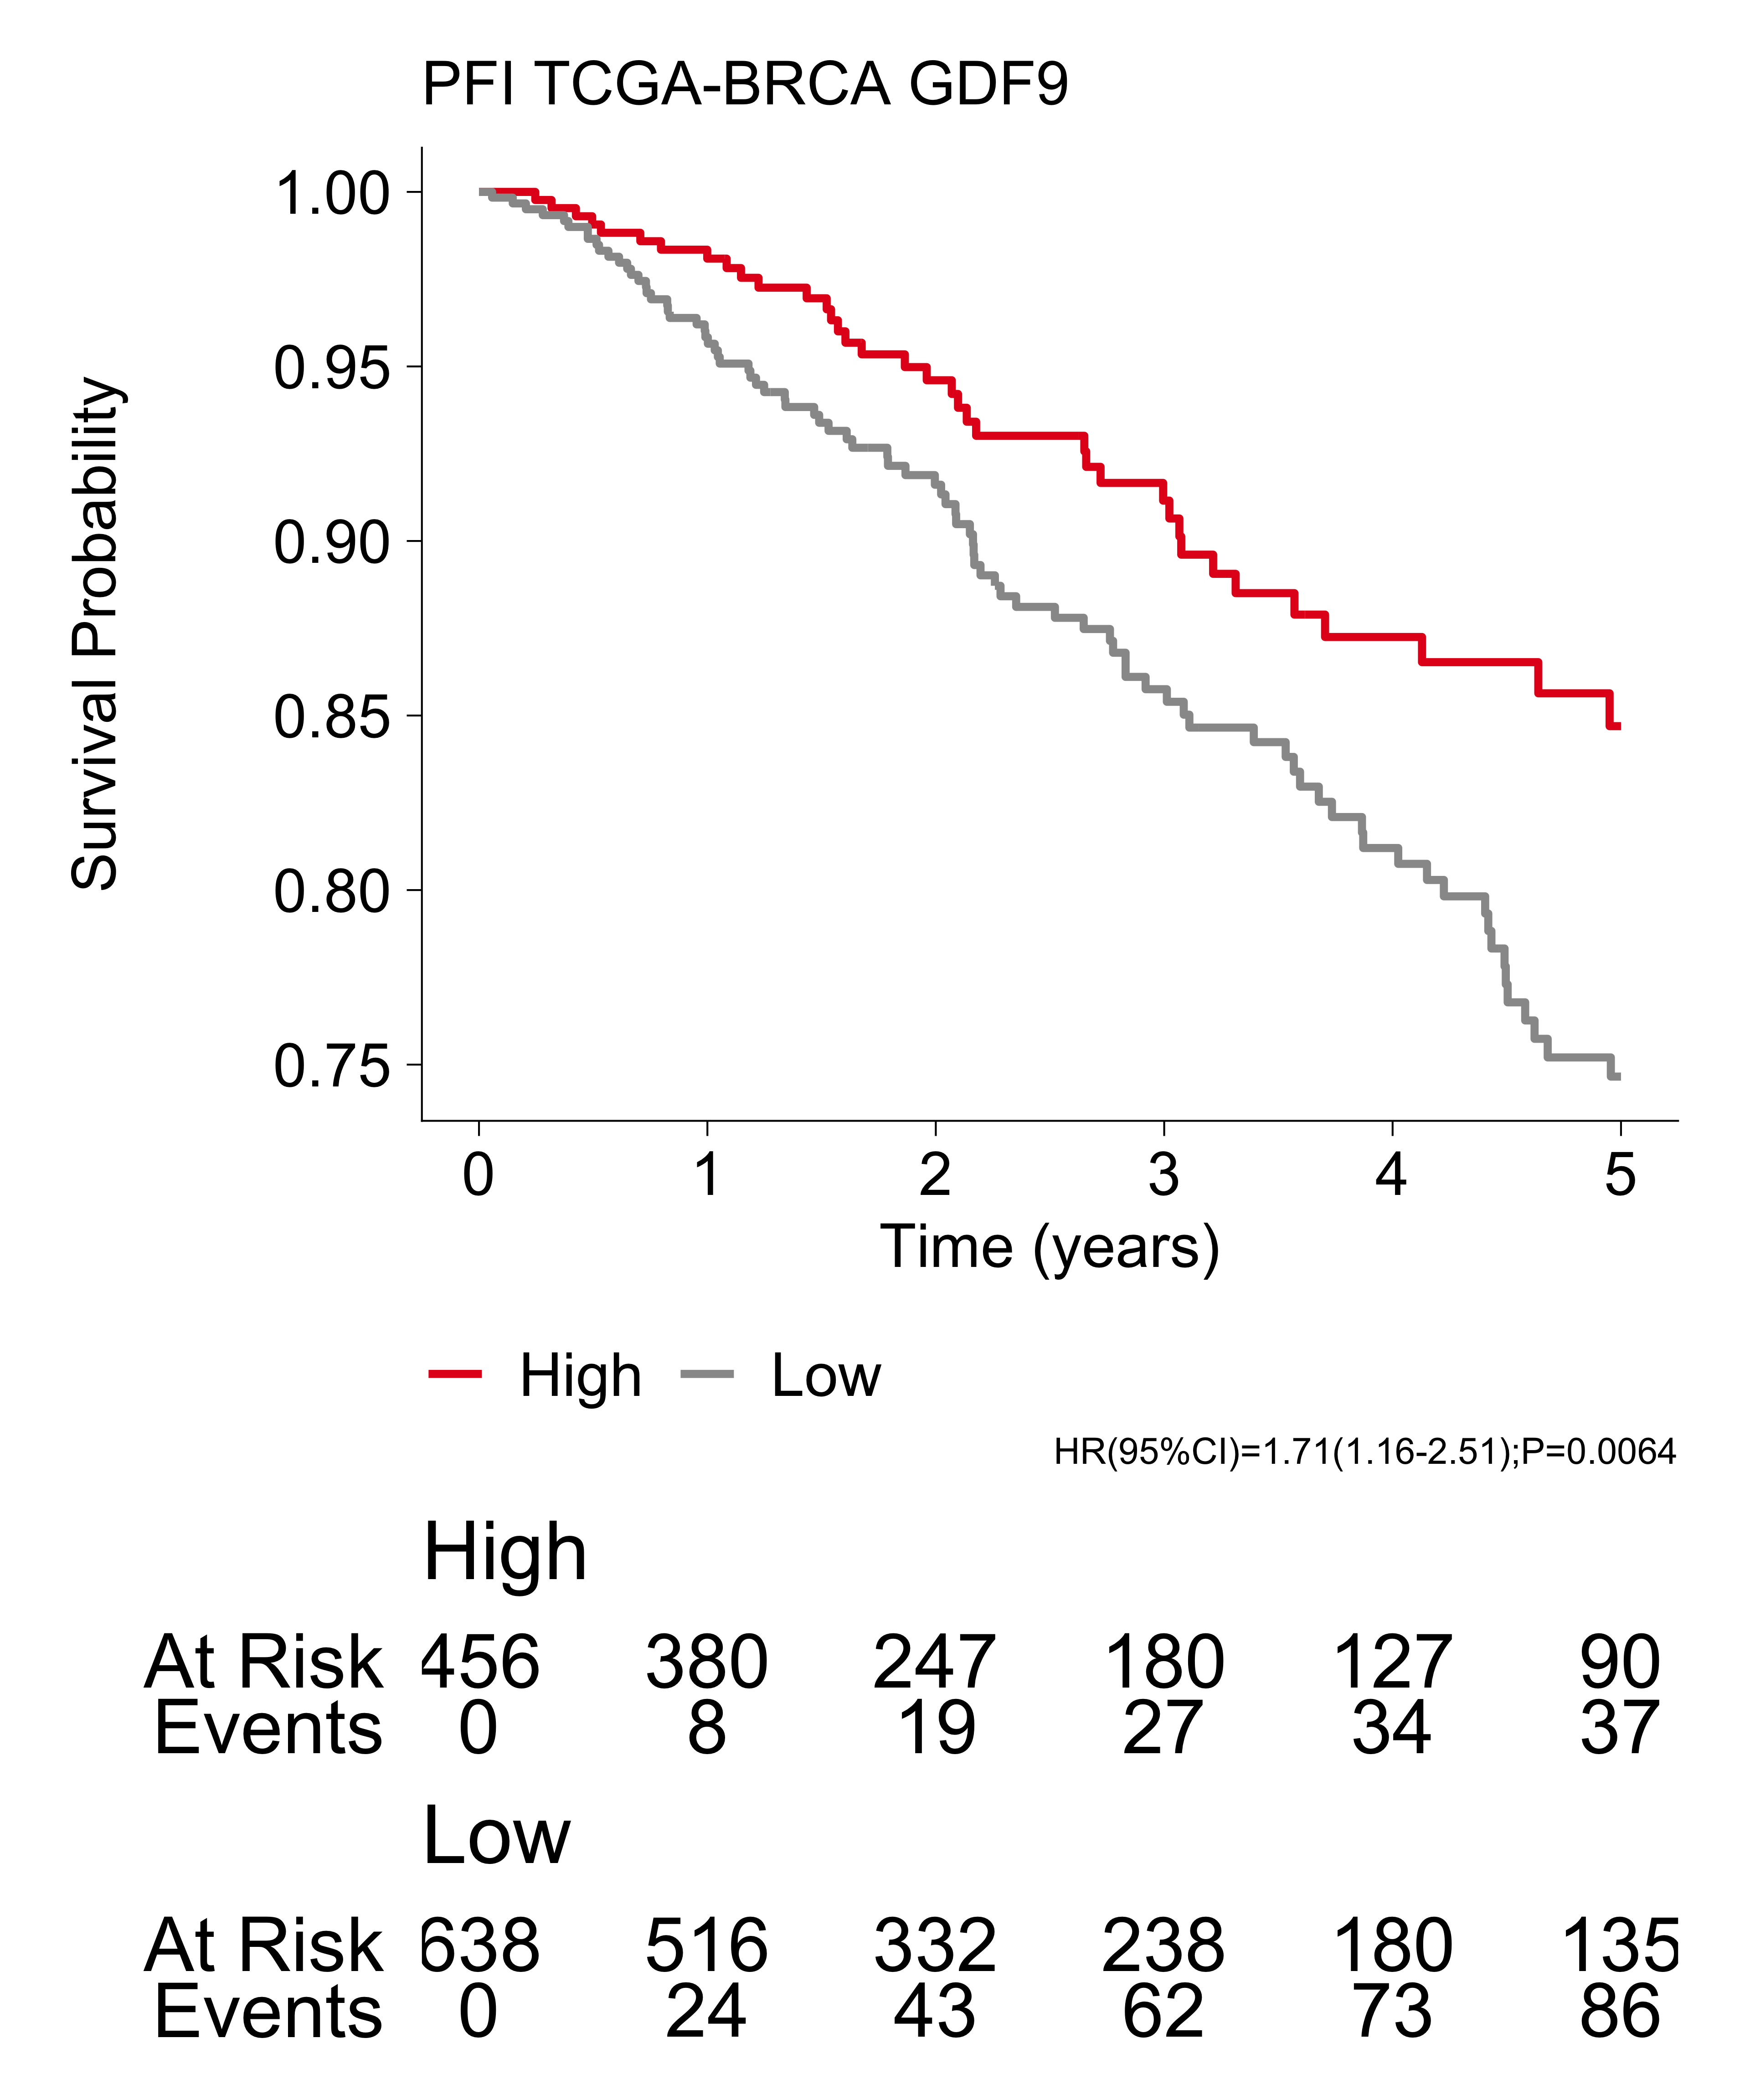 PFI TCGA-BRCA GDF9
Survival Probability
1.00
0.95
0.90
0.85
0.80
0.75
0 1 2 3 4 5
Time (years)
High Low
HR(95%CI)=1.71(1.16-2.51);P=0.0064
High
At Risk 456 380 247 180 127 90
Events 0 8 19 27 34 37
Low
At Risk 638 516 332 238 180 135
Events 0 24 43 62 73 86